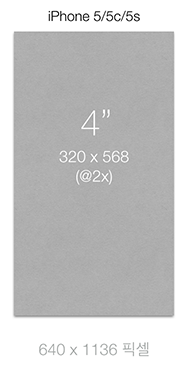 iPhone 5/5c/5s
4”
320 x 568
(@2x)
640 x 1136 픽셀